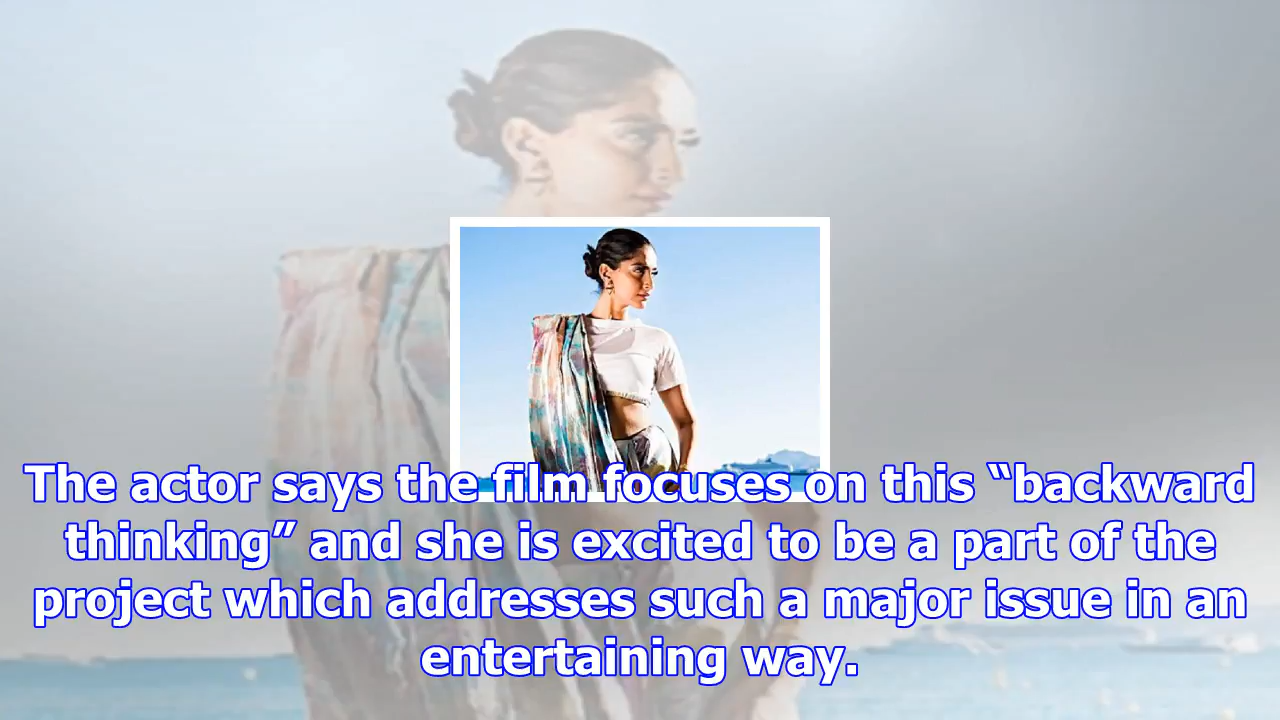 The actor says the film focuses on this “backward
thinking” and she is excited to be a part of the
project which addresses such a major issue in an
entertaining way.